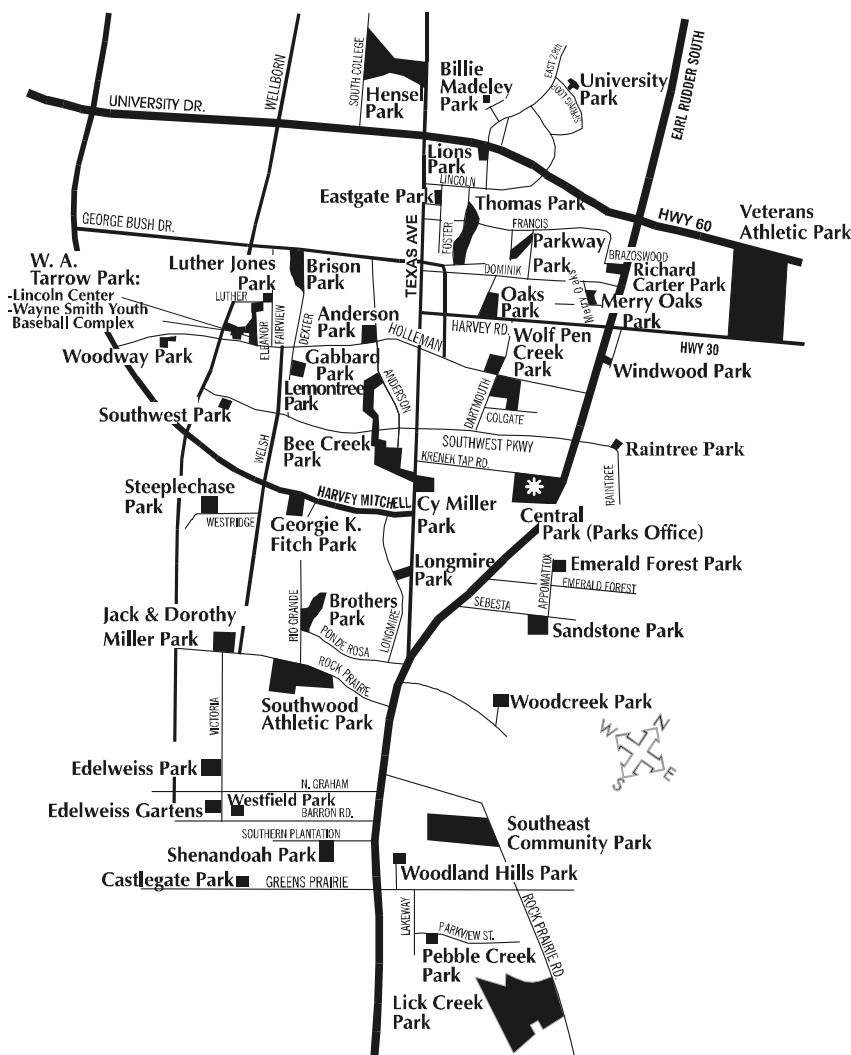 SOUTH COLLEGE
WELLBORN
UNIVERSITY DR.
Hensel
Park
Billie
Madeley
Park
EAST 29th
SPRING LOOP
University
Park
EARL RUDDER SOUTH
Lions
Park
LINCOLN
Eastgate Park
Thomas Park
FOSTER
FRANCIS
HWY 60
Veterans
Athletic Park
GEORGE BUSH DR.
TEXAS AVE
Parkway
Park
DOMINIK
BRAZOSWOOD
Richard
Carter Park
Merry Oaks
Merry Oaks
Park
W. A.
Tarrow Park:
-Lincoln Center
-Wayne Smith Youth
Baseball Complex
Luther Jones
Park
LUTHER
Brison
Park
ELEANOR
FAIRVIEW
DEXTER
Anderson
Park
HOLLEMAN
Oaks
Park
HARVEY RD.
HWY 30
Wolf Pen
Creek Park
Windwood Park
Woodway Park
Gabbard
Park
Lemontree
Park
ANDERSON
DARTMOUTH
COLGATE
Southwest Park
Bee Creek
Park
SOUTHWEST PKWY
KRENEK TAP RD.
Raintree Park
RAINTREE
WELSH
Steeplechase
Park
WESTRIDGE
HARVEY MITCHELL
Georgie K.
Fitch Park
Cy Miller
Park
Central
Park (Parks Office)
Longmire
Park
APPOMATTOX
Emerald Forest Park
EMERALD FOREST
SEBESTA
Sandstone Park
Jack & Dorothy
Miller Park
RIO GRANDE
Brothers
Park
PONDEROSA
LONGMIRE
ROCK PRAIRIE
Southwood
Athletic Park
VICTORIA
Woodcreek Park
N
W
E
S
Edelweiss Park
N. GRAHAM
Edelweiss Gartens
Westfield Park
BARRON RD.
SOUTHERN PLANTATION
Shenandoah Park
Southeast
Community Park
Castlegate Park
GREENS PRAIRIE
Woodland Hills Park
LAKEWAY
PARKVIEW ST.
Pebble Creek
Park
ROCK PRAIRIE RD.
Lick Creek
Park